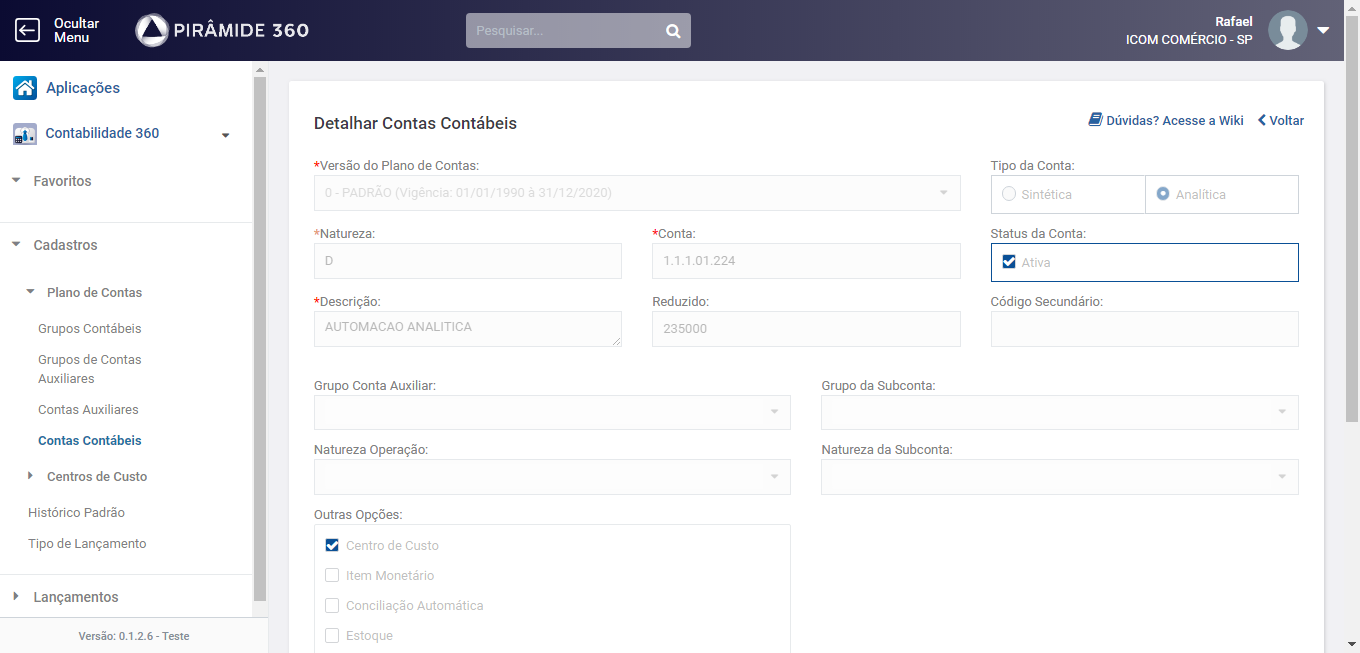 Ocultar
Menu
PIRÂMIDE 360
Pesquisar...
Rafael
ICOM COMÉRCIO - SP
Aplicações
Contabilidade 360
Favoritos
Cadastros
Plano de Contas
Grupos Contábeis
Grupos de Contas
Auxiliares
Contas Auxiliares
Contas Contábeis
Centros de Custo
Histórico Padrão
Tipo de Lançamento
Lançamentos
Versão: 0.1.2.6 - Teste
Detalhar Contas Contábeis
Dúvidas? Acesse a Wiki
Voltar
*Versão do Plano de Contas:
0 - PADRÃO (Vigência: 01/01/1990 à 31/12/2020)
Tipo da Conta:
Sintética
Analítica
*Natureza:
D
*Conta:
1.1.1.01.224
Status da Conta:
Ativa
*Descrição:
AUTOMACAO ANALITICA
Reduzido:
235000
Código Secundário:
Grupo Conta Auxiliar:
Grupo da Subconta:
Natureza Operação:
Natureza da Subconta:
Outras Opções:
Centro de Custo
Item Monetário
Conciliação Automática
Estoque